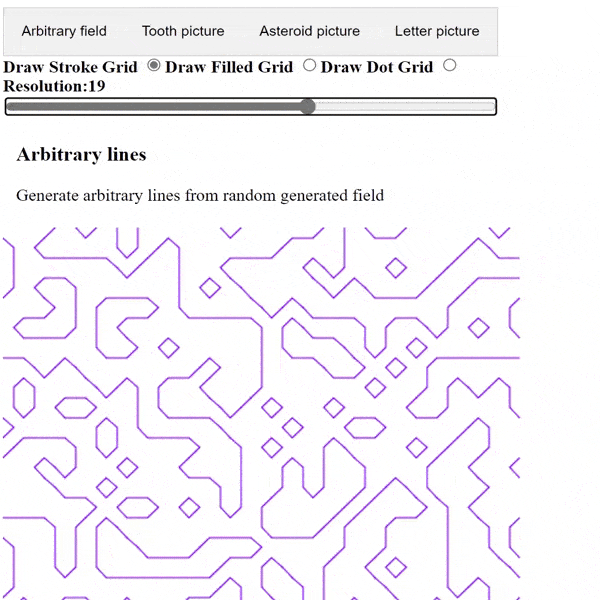 Arbitrary field Tooth picture Asteroid picture Letter picture
Draw Stroke Grid Draw Filled Grid Draw Dot Grid
Resolution:19
Arbitrary lines
Generate arbitrary lines from random generated field